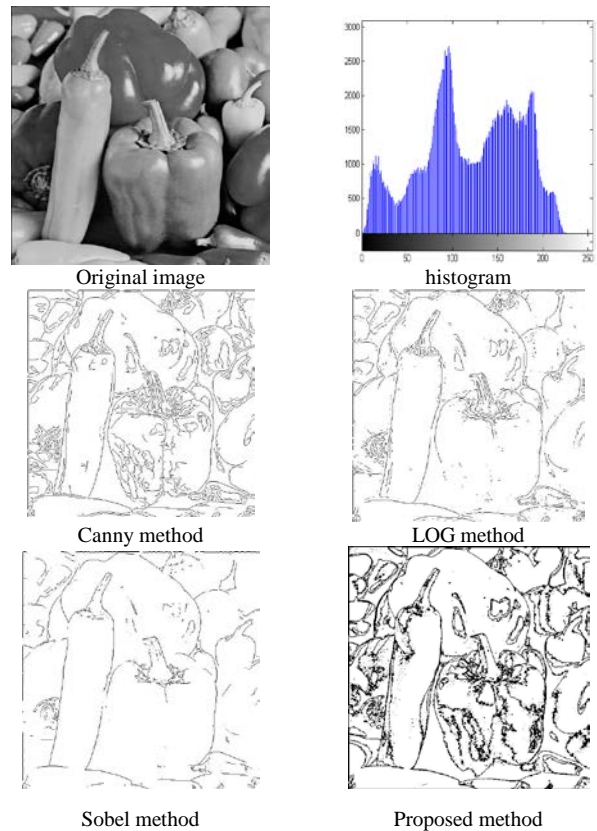 3000
2500
2000
1500
1000
500
0
0 50 100 150 200 250
Original image histogram
Canny method LOG method
Sobel method Proposed method